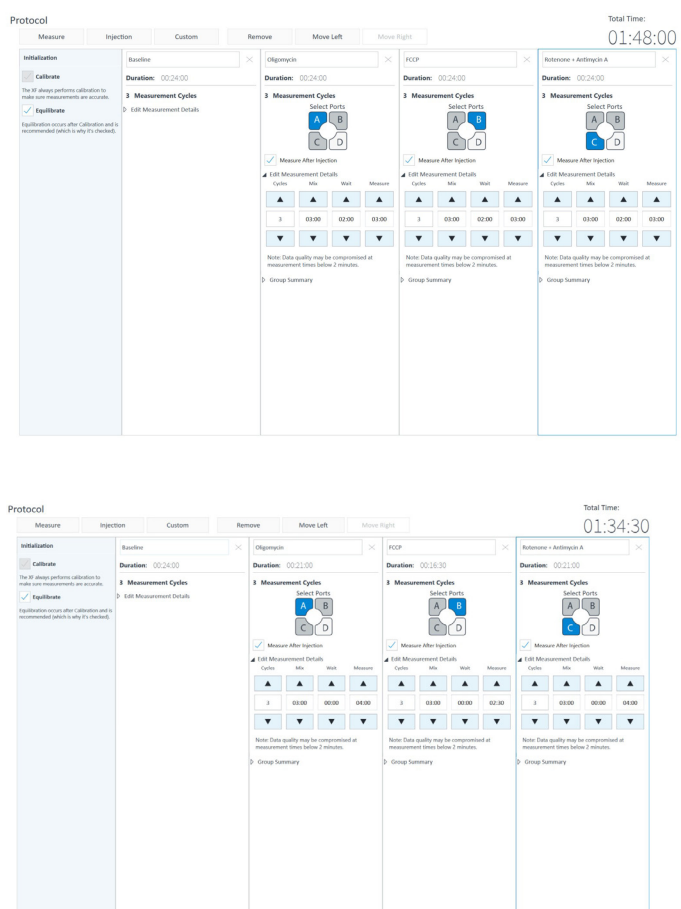 Protocol
Total Time:
Measure Injection Custom Remove Move Left Move Right
01:48:00
Initialization
Calibrate
The XF always performs calibration to
make sure measurements are accurate.
Equilibrate
Equilibration occurs after Calibration and is
recommended (which is why it's checked).
Baseline
Duration: 00:24:00
3 Measurement Cycles
Edit Measurement Details
Oligomycin
Duration: 00:24:00
3 Measurement Cycles
Select Ports
A B
C D
Measure After Injection
Edit Measurement Details
Cycles Mix Wait Measure
3 03:00 02:00 03:00
Note: Data quality may be compromised at
measurement times below 2 minutes.
Group Summary
FCCP
Duration: 00:24:00
3 Measurement Cycles
Select Ports
A B
C D
Measure After Injection
Edit Measurement Details
Cycles Mix Wait Measure
3 03:00 02:00 03:00
Note: Data quality may be compromised at
measurement times below 2 minutes.
Group Summary
Rotenone + Antimycin A
Duration: 00:24:00
3 Measurement Cycles
Select Ports
A B
C D
Measure After Injection
Edit Measurement Details
Cycles Mix Wait Measure
3 03:00 02:00 03:00
Note: Data quality may be compromised at
measurement times below 2 minutes.
Group Summary
Protocol
Total Time:
Measure Injection Custom Remove Move Left Move Right
01:34:30
Initialization
Calibrate
The XF always performs calibration to
make sure measurements are accurate.
Equilibrate
Equilibration occurs after Calibration and is
recommended (which is why it's checked).
Baseline
Duration: 00:24:00
3 Measurement Cycles
Edit Measurement Details
Oligomycin
Duration: 00:21:00
3 Measurement Cycles
Select Ports
A B
C D
Measure After Injection
Edit Measurement Details
Cycles Mix Wait Measure
3 03:00 00:00 04:00
Note: Data quality may be compromised at
measurement times below 2 minutes.
Group Summary
FCCP
Duration: 00:16:30
3 Measurement Cycles
Select Ports
A B
C D
Measure After Injection
Edit Measurement Details
Cycles Mix Wait Measure
3 03:00 00:00 02:30
Note: Data quality may be compromised at
measurement times below 2 minutes.
Group Summary
Rotenone + Antimycin A
Duration: 00:21:00
3 Measurement Cycles
Select Ports
A B
C D
Measure After Injection
Edit Measurement Details
Cycles Mix Wait Measure
3 03:00 00:00 04:00
Note: Data quality may be compromised at
measurement times below 2 minutes.
Group Summary